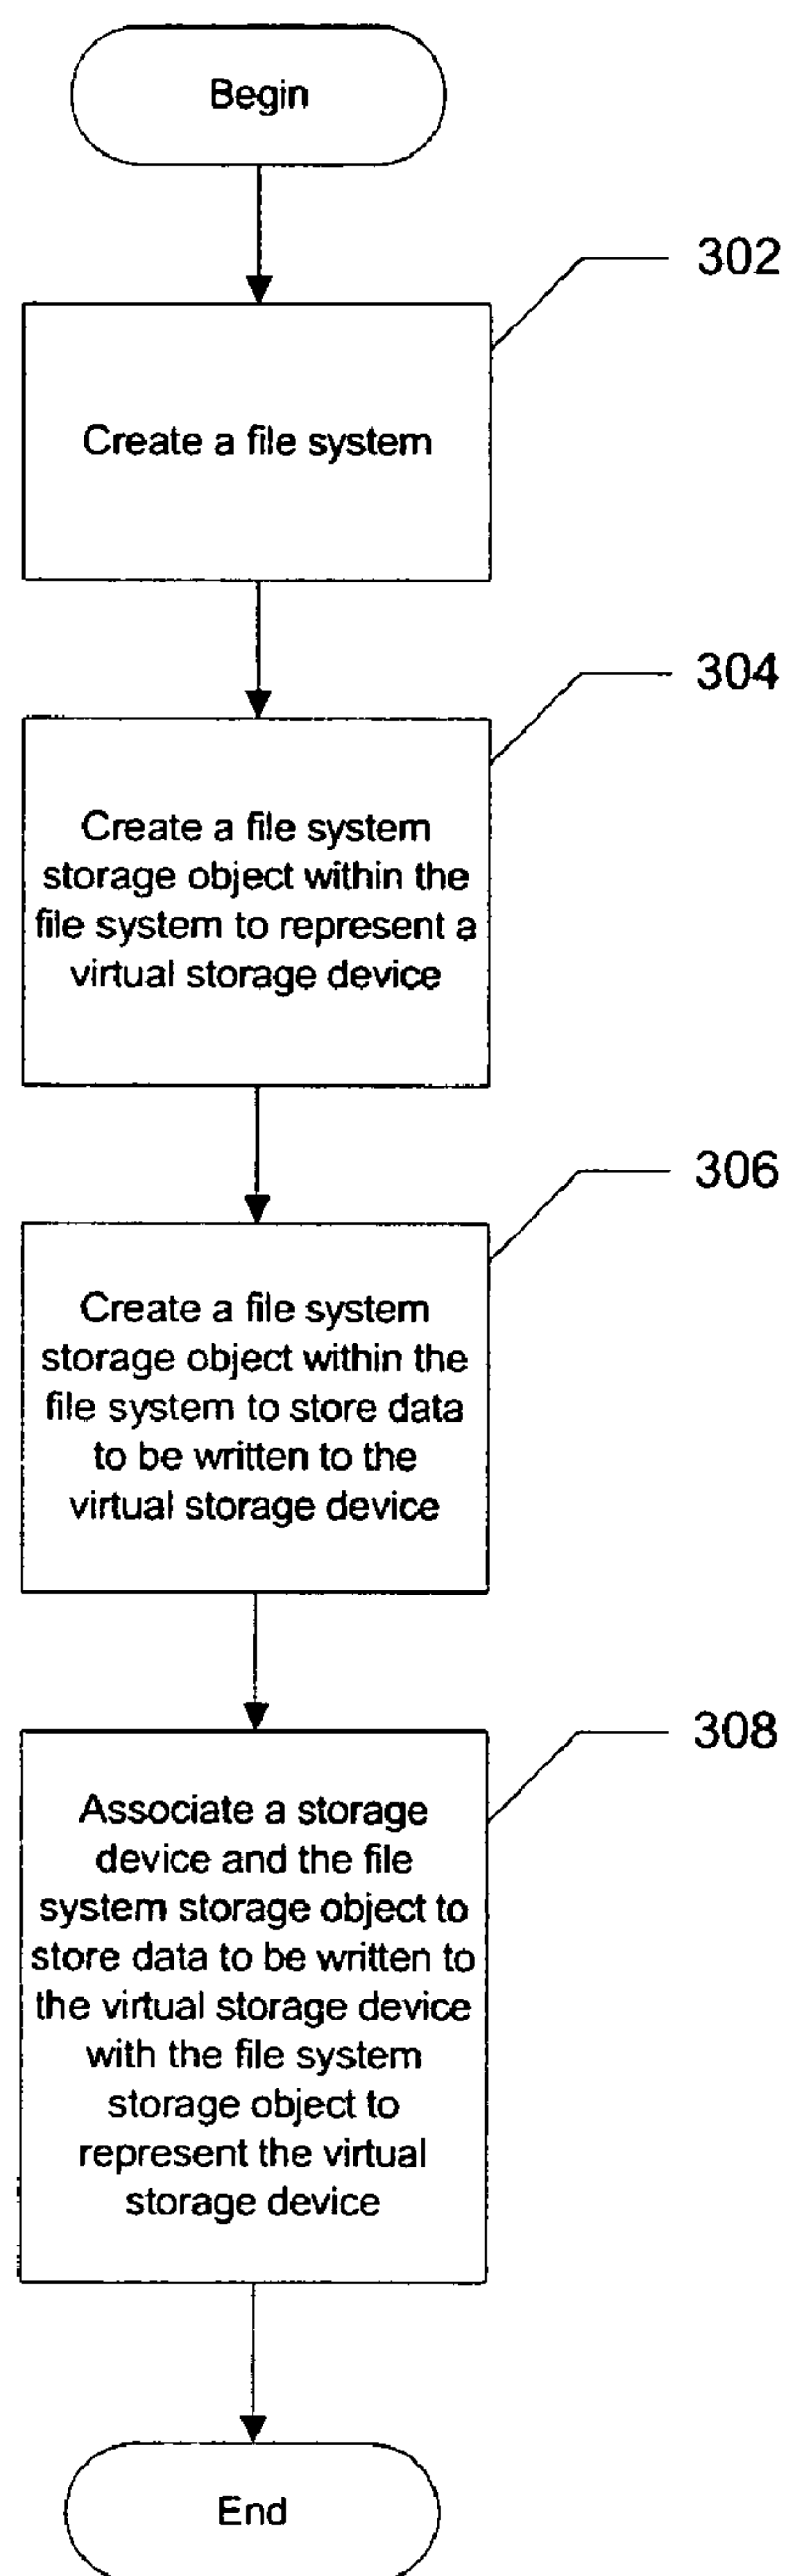 Begin
302
Create a file system
304
Create a file system
storage object within the
file system to represent a
virtual storage device
306
Create a file system
storage object within the
file system to store data
to be written to the
virtual storage device
308
Associate a storage
device and the file
system storage object to
store data to be written to
the virtual storage device
with the file system
storage object to
represent the virtual
storage device
End